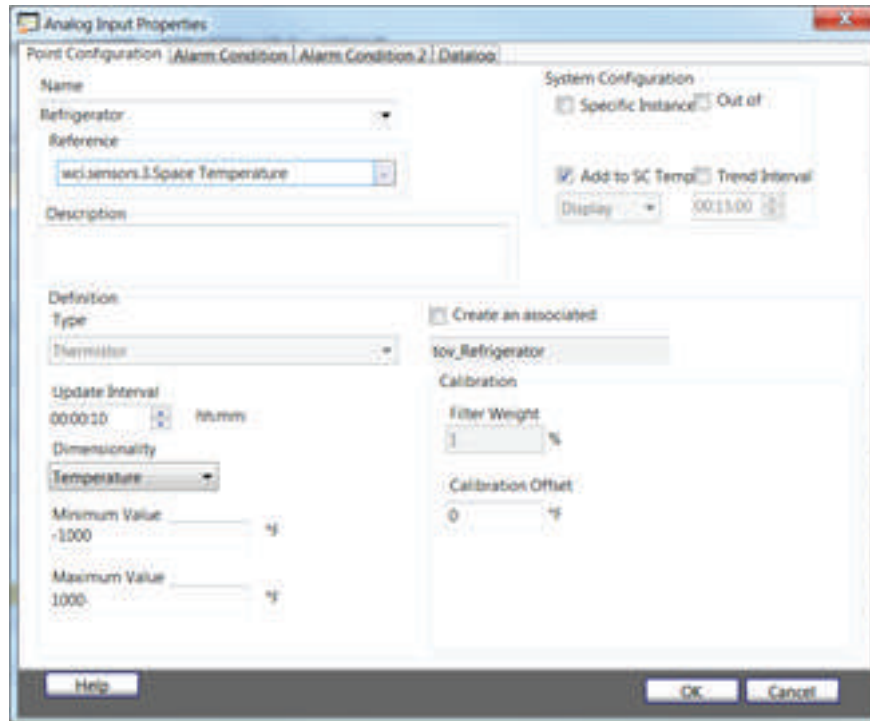 Analog Input Properties
Point Configuration Alarm Condition Alarm Condition 2 Datalog
Name
Refrigerator
Reference
wci.sensors.3.Space Temperature
Description
System Configuration
Specific Instance Out of
Add to SC Templ Trend Interval
Display 00:15:00
Definition
Type
Thermistor
Update Interval
00:00:10 hh:mm:
Dimensionality
Temperature
Minimum Value
-1000 °F
Maximum Value
1000 °F
Create an associated
tov_Refrigerator
Calibration
Filter Weight
1 %
Calibration Offset
0 °F
Help OK Cancel